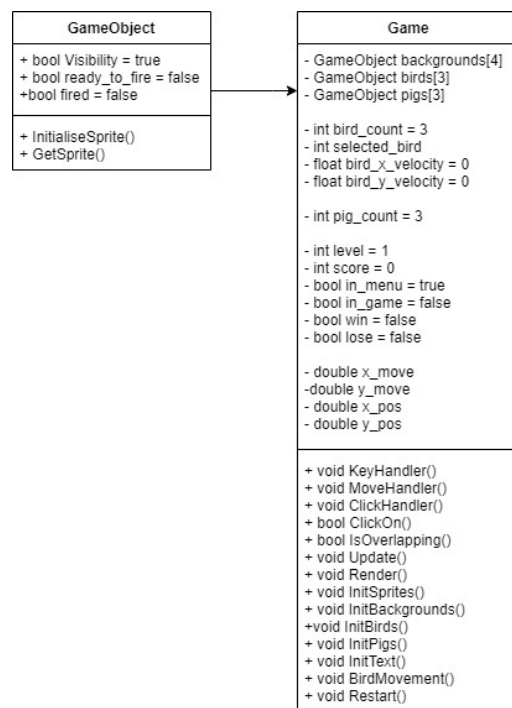 GameObject
+ bool Visibility = true
+ bool ready_to_fire = false
+bool fired = false
+ InitialiseSprite()
+ GetSprite()
Game
- GameObject backgrounds[4]
- GameObject birds[3]
- GameObject pigs[3]
- int bird_count = 3
- int selected_bird
- float bird_x_velocity = 0
- float bird_y_velocity = 0
- int pig_count = 3
- int level = 1
- int score = 0
- bool in_menu = true
- bool in_game = false
- bool win = false
- bool lose = false
- double x_move
-double y_move
- double x_pos
- double y_pos
+ void KeyHandler()
+ void MoveHandler()
+ void ClickHandler()
+ bool ClickOn()
+ bool IsOverlapping()
+ void Update()
+ void Render()
+ void InitSprites()
+ void InitBackgrounds()
+void InitBirds()
+ void InitPigs()
+ void InitText()
+ void BirdMovement()
+ void Restart()